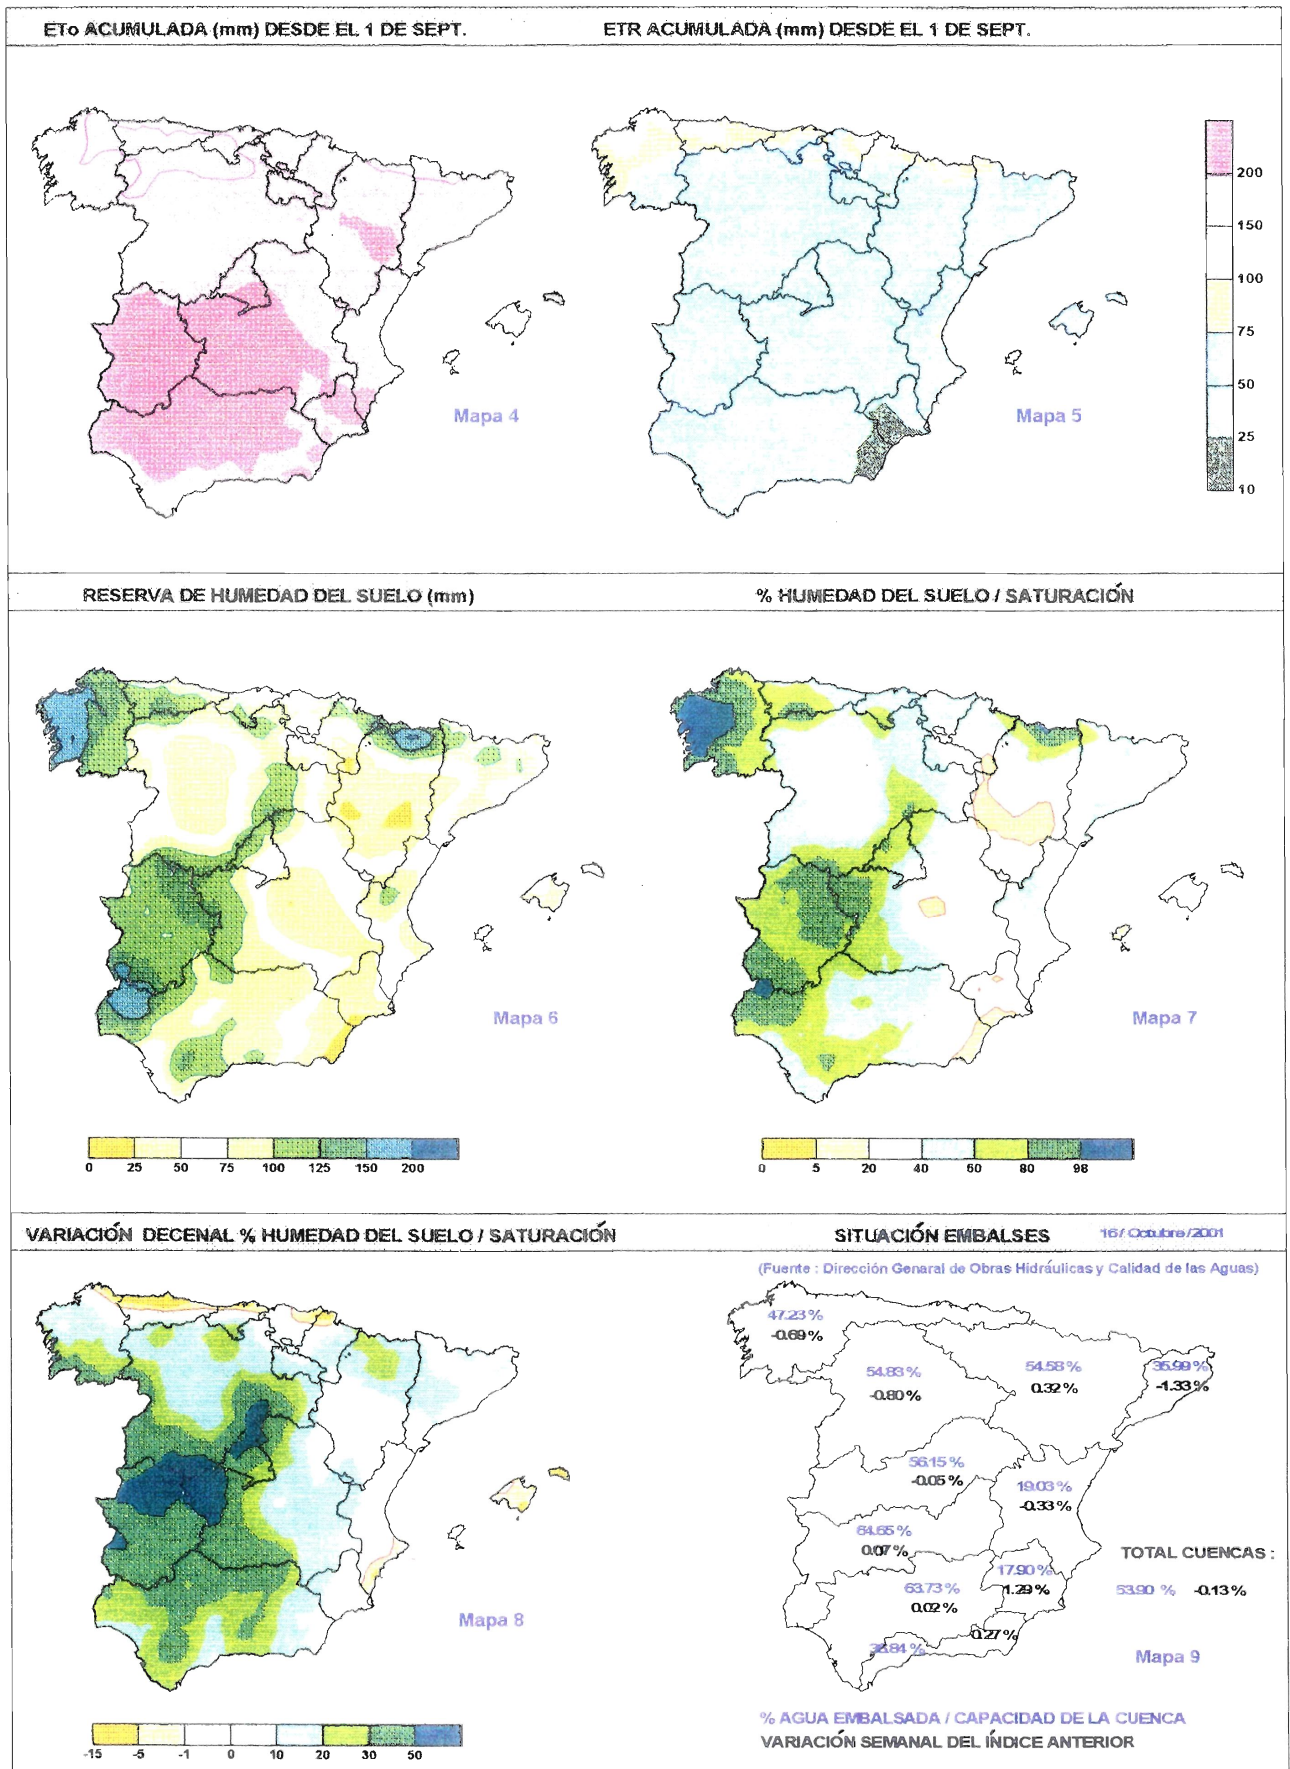 ETo ACUMULADA (mm) DESDE EL 1 DE SEPT.
ETR ACUMULADA (mm) DESDE EL 1 DE SEPT.
200
150
100
75
50
25
10
Mapa 4
Mapa 5
RESERVA DE HUMEDAD DEL SUELO (mm)
% HUMEDAD DEL SUELO / SATURACIÓN
Mapa 6
Mapa 7
0 25 50 75 100 125 150 200
0 5 20 40 60 80 98
VARIACIÓN DECENAL % HUMEDAD DEL SUELO / SATURACIÓN
SITUACIÓN EMBALSES 16/ Octubre/2001
(Fuente : Dirección Genaral de Obras Hidráulicas y Calidad de las Aguas)
47.23 %
-0.69 %
54.83 %
-0.80 %
54.58 %
0.32 %
35.99 %
-1.33 %
56.15 %
-0.05 %
19.03 %
-0.33 %
64.65 %
0.07 %
TOTAL CUENCAS :
53.90 % -0.13 %
17.90 %
1.29 %
63.73 %
0.02 %
0.27 %
Mapa 8
Mapa 9
-15 -5 -1 0 10 20 30 50
% AGUA EMBALSADA / CAPACIDAD DE LA CUENCA
VARIACIÓN SEMANAL DEL ÍNDICE ANTERIOR